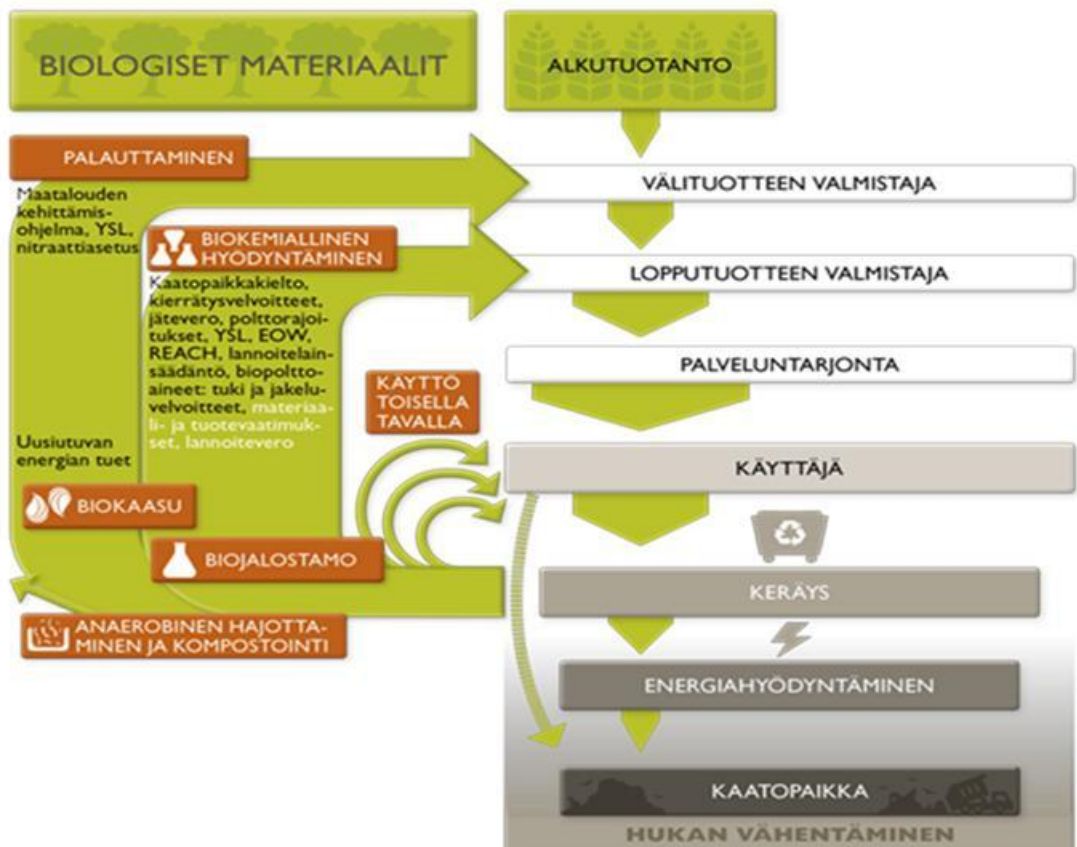 BIOLOGISET MATERIAALIT
ALKUTUOTANTO
PALAUTTAMINEN
Maatalouden
kehittämis-
ohjelma, YSL,
nitraattiasetus
VÄLITUOTTEEN VALMISTAJA
BIOKEMIALLINEN
HYÖDYNTÄMINEN
Kaatopaikkakielto,
kierrätysvelvoitteet,
jätevero, polttorajoi-
tukset, YSL, EOW,
REACH, lannoitelain-
säädäntö, biopoltto-
aineet: tuki ja jakelu-
velvoitteet, materiaa-
li- ja tuotevaatimuk-
set, lannoitevero
LOPPUTUOTTEEN VALMISTAJA
PALVELUNTARJONTA
KÄYTTÖ
TOISELLA
TAVALLA
Uusiutuvan
energian tuet
KÄYTTÄJÄ
BIOKAASU
BIOJALOSTAMO
KERÄYS
ANAEROBINEN HAJOTTA-
MINEN JA KOMPOSTOINTI
ENERGIAHYÖDYNTÄMINEN
KAATOPAIKKA
HUKAN VÄHENTÄMINEN